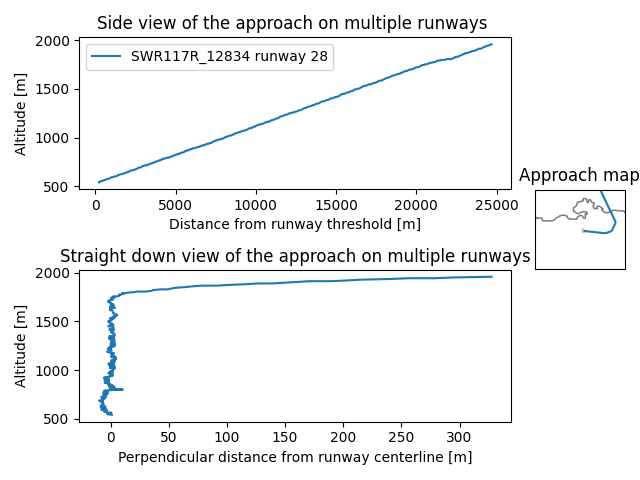 Side view of the approach on multiple runways
2000
1500
1000
500
Altitude [m]
SWR117R_12834 runway 28
0 5000 10000 15000 20000 25000
Distance from runway threshold [m]
Approach map
Straight down view of the approach on multiple runways
2000
1500
1000
500
Altitude [m]
0 50 100 150 200 250 300
Perpendicular distance from runway centerline [m]